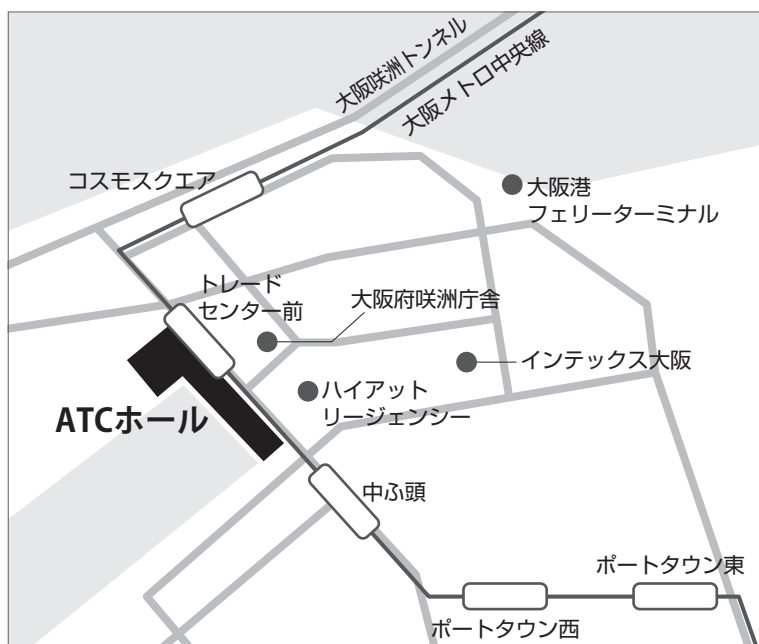 大阪咲洲トンネル
大阪メトロ中央線
コスモスクエア
大阪港
フェリーターミナル
トレード
センター前
大阪府咲洲庁舎
インテックス大阪
ハイアット
リージェンシー
ATCホール
中ふ頭
ポートタウン東
ポートタウン西